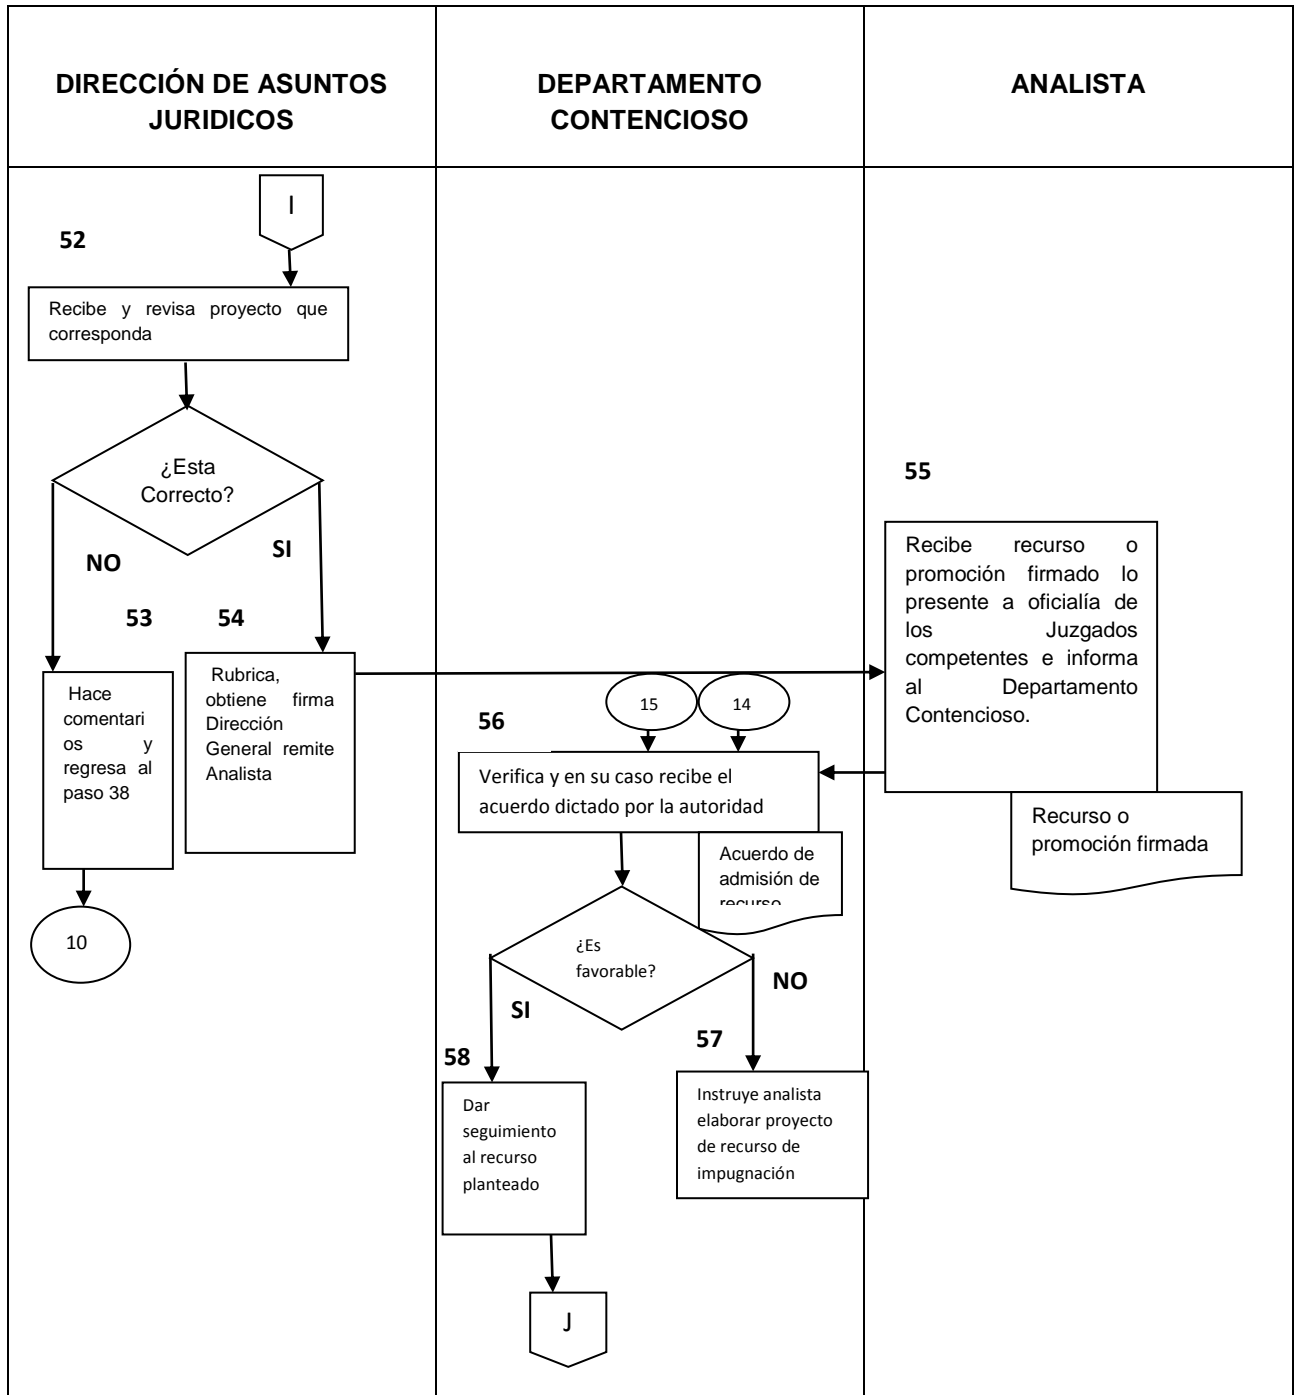 DIRECCIÓN DE ASUNTOS
JURIDICOS
DEPARTAMENTO
CONTENCIOSO
ANALISTA
I
52
Recibe y revisa proyecto que
corresponda
¿Esta
Correcto?
NO
SI
53
54
Hace
comentari
os y
regresa al
paso 38
Rubrica,
obtiene firma
Dirección
General remite
Analista
10
55
Recibe recurso o
promoción firmado lo
presente a oficialía de
los Juzgados
competentes e informa
al Departamento
Contencioso.
Recurso o
promoción firmada
15
14
56
Verifica y en su caso recibe el
acuerdo dictado por la autoridad
Acuerdo de
admisión de
recurso
¿Es
favorable?
SI
NO
58
57
Dar
seguimiento
al recurso
planteado
Instruye analista
elaborar proyecto
de recurso de
impugnación
J